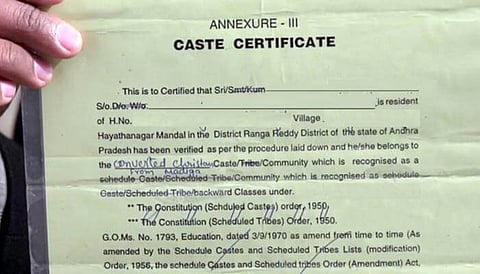 ANNEXURE - III
CASTE CERTIFICATE
This is to Certified that Sri/Smt/Kum
S/o.D/o. W/o. is resident
of H.No. Village
Hayathanagar Mandal in the District Ranga Reddy District of the state of Andhra
Pradesh has been verified as per the procedure laid down and he/she belongs to
the Converted Christian Caste/Tribe/Community which is recognised as a
From Madiga
schedule Caste/Scheduled Tribe/Community which is recognised as schedule
Caste/Scheduled Tribe/backward Classes under.
** The Constitution (Schduled Castes) order, 1950.
*** The Constitution (Scheduled Tribes) Order, 1950.
G.O.Ms. No. 1793, Education, dated 3/9/1970 as amend from time to time (As
amended by the Schedule Castes and Scheduled Tribes Lists (modification)
Order, 1956, the schedule Castes and Scheduled Tribes Order (Amendment) Act,